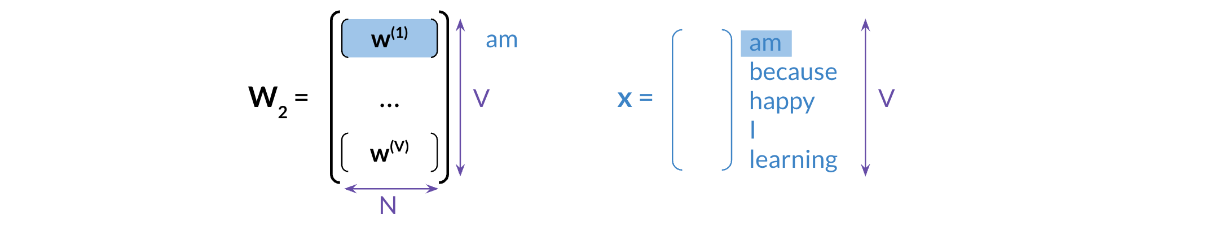 W₂ =
w⁽¹⁾
...
w⁽ⱽ⁾
am
V
N
x =
am
because
happy
I
learning
V